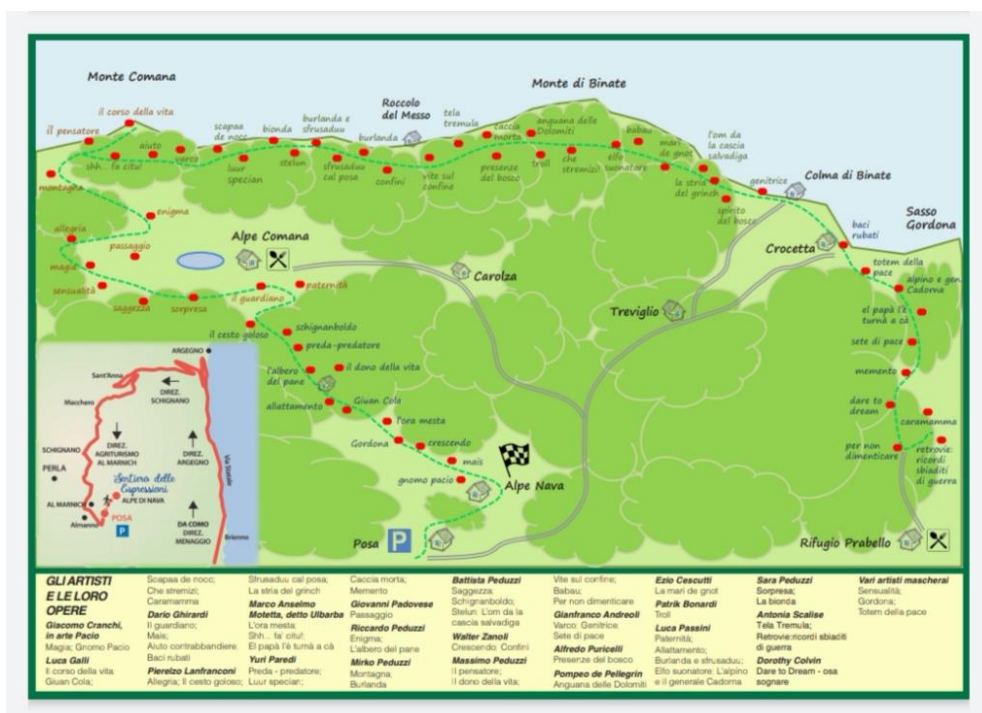 Monte Comana
il corso della vita
il pensatore
aiuto
shh... fa' citu!
varco
montagna
scapaa
de nocc
luur
specian
bionda
stelun
burlanda e
sfrusaduu
sfrusaduu
cal posa
burlanda
confini
Roccolo
del Messo
vite sul
confine
tela
tremula
caccia
morta
presenze
del bosco
Monte di Binate
anguana delle
Dolomiti
troll
che
stremizi!
elfo
suonatore
babau
mari
de gnot
l'om da
la cascia
salvadiga
la stria
del grinch
spirito
del bosco
genitrice
Colma di Binate
Crocetta
baci
rubati
Sasso
Gordona
totem della
pace
alpino e gen.
Cadorna
el papà l'è
turnà a cà
sete di pace
memento
dare to
dream
caramamma
per non
dimenticare
retrovie:
ricordi
sbiaditi
di guerra
Rifugio Prabello
enigma
allegria
passaggio
magia
sensualità
saggezza
sorpresa
Alpe Comana
il guardiano
paternità
Carolza
Treviglio
il cesto goloso
schignanboldo
preda-predatore
l'albero
del pane
il dono della vita
allattamento
Giuan Cola
l'ora mesta
Gordona
crescendo
mais
gnomo pacio
Alpe Nava
Posa
P
ARGEGNO
Sant'Anna
DIREZ.
SCHIGNANO
Macchero
SCHIGNANO
PERLA
DIREZ.
AGRITURISMO
AL MARNICH
DIREZ.
ARGEGNO
Via Statale
Sentiero delle
Espressioni
ALPE DI NAVA
AL MARNICH
POSA
Almanno
P
DA COMO
DIREZ.
MENAGGIO
Brienno
GLI ARTISTI
E LE LORO
OPERE
Giacomo Cranchi,
in arte Pacio
Magia; Gnomo Pacio
Luca Galli
Il corso della vita
Giuan Cola;
Scapaa de nocc;
Che stremizi;
Caramamma
Dario Ghirardi
Il guardiano;
Mais;
Aiuto contrabbandiere
Baci rubati
Piereizo Lanfranconi
Allegria; Il cesto goloso;
Sfrusaduu cal posa;
La stria del grinch
Marco Anselmo
Motetta, detto Ulbarba
L'ora mesta;
Shh... fa' citu!;
El papà l'è turnà a cà
Yuri Paredi
Preda - predatore;
Luur specian;
Caccia morta;
Memento
Giovanni Padovese
Passaggio
Riccardo Peduzzi
Enigma;
L'albero del pane
Mirko Peduzzi
Montagna;
Burlanda
Battista Peduzzi
Saggezza;
Schignanboldo;
Stelun: L'om da la
cascia salvadiga
Walter Zanoli
Crescendo; Confini
Massimo Peduzzi
Il pensatore;
Il dono della vita;
Vite sul confine;
Babau;
Per non dimenticare
Gianfranco Andreoli
Varco: Genitrice:
Sete di pace
Alfredo Puricelli
Presenze del bosco
Pompeo de Pellegrin
Anguana delle Dolomiti
Ezio Cescutti
La mari de gnot
Patrik Bonardi
Troll
Luca Passini
Paternità;
Allattamento;
Burlanda e sfrusaduu;
Elfo suonatore: L'alpino
e il generale Cadorna
Sara Peduzzi
Sorpresa;
La bionda
Antonia Scalise
Tela Tremula;
Retrovie:ricordi sbiaditi
di guerra
Dorothy Colvin
Dare to Dream - osa
sognare
Vari artisti mascherai
Sensualità;
Gordona;
Totem della pace